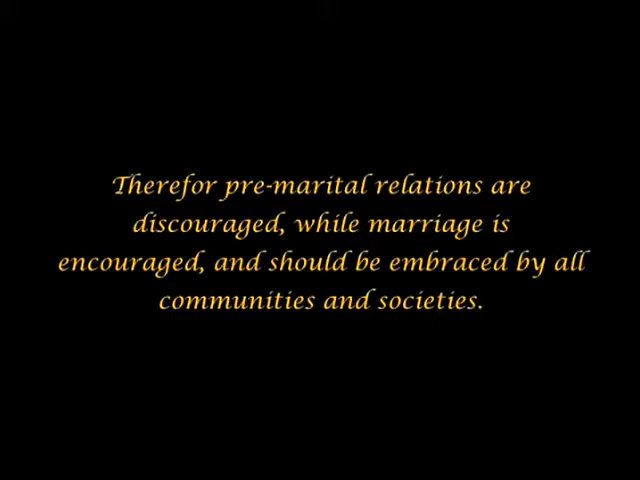 Therefor pre-marital relations are
discouraged, while marriage is
encouraged, and should be embraced by all
communities and societies.